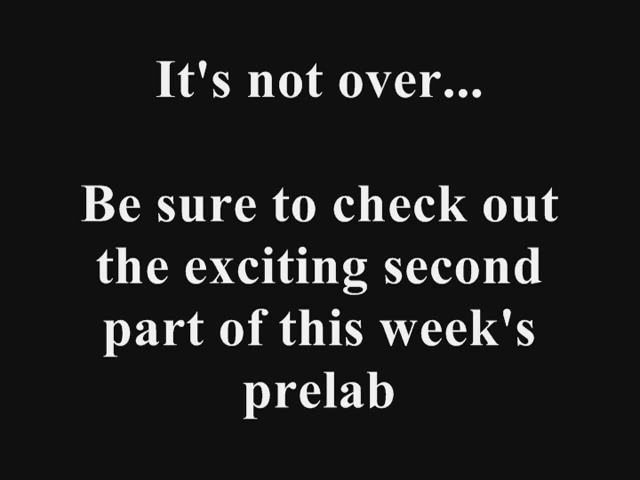 It's not over...
Be sure to check out
the exciting second
part of this week's
prelab